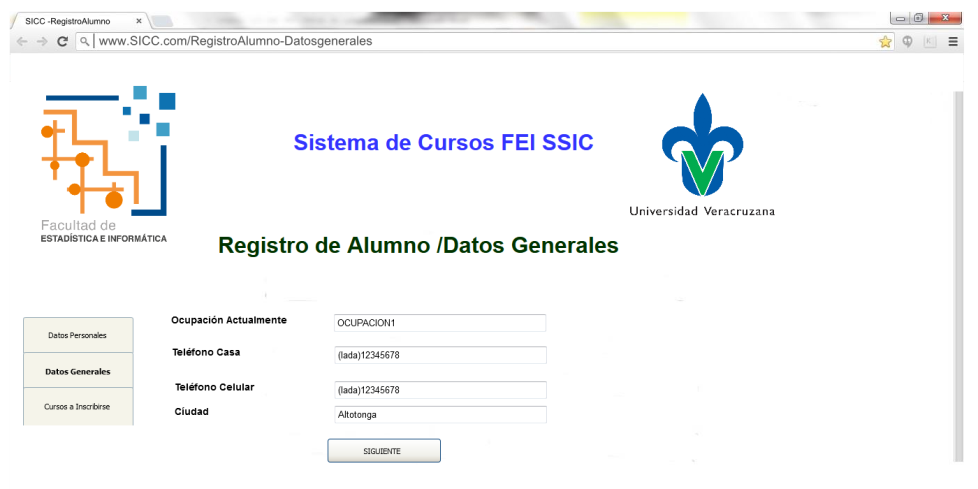 SICC -RegistroAlumno
www.SICC.com/RegistroAlumno-Datosgenerales
Sistema de Cursos FEI SSIC
Facultad de
ESTADÍSTICA E INFORMÁTICA
Universidad Veracruzana
Registro de Alumno /Datos Generales
Datos Personales
Datos Generales
Cursos a Inscribirse
Ocupación Actualmente
OCUPACION1
Teléfono Casa
(lada)12345678
Teléfono Celular
(lada)12345678
Cíudad
Altotonga
SIGUIENTE